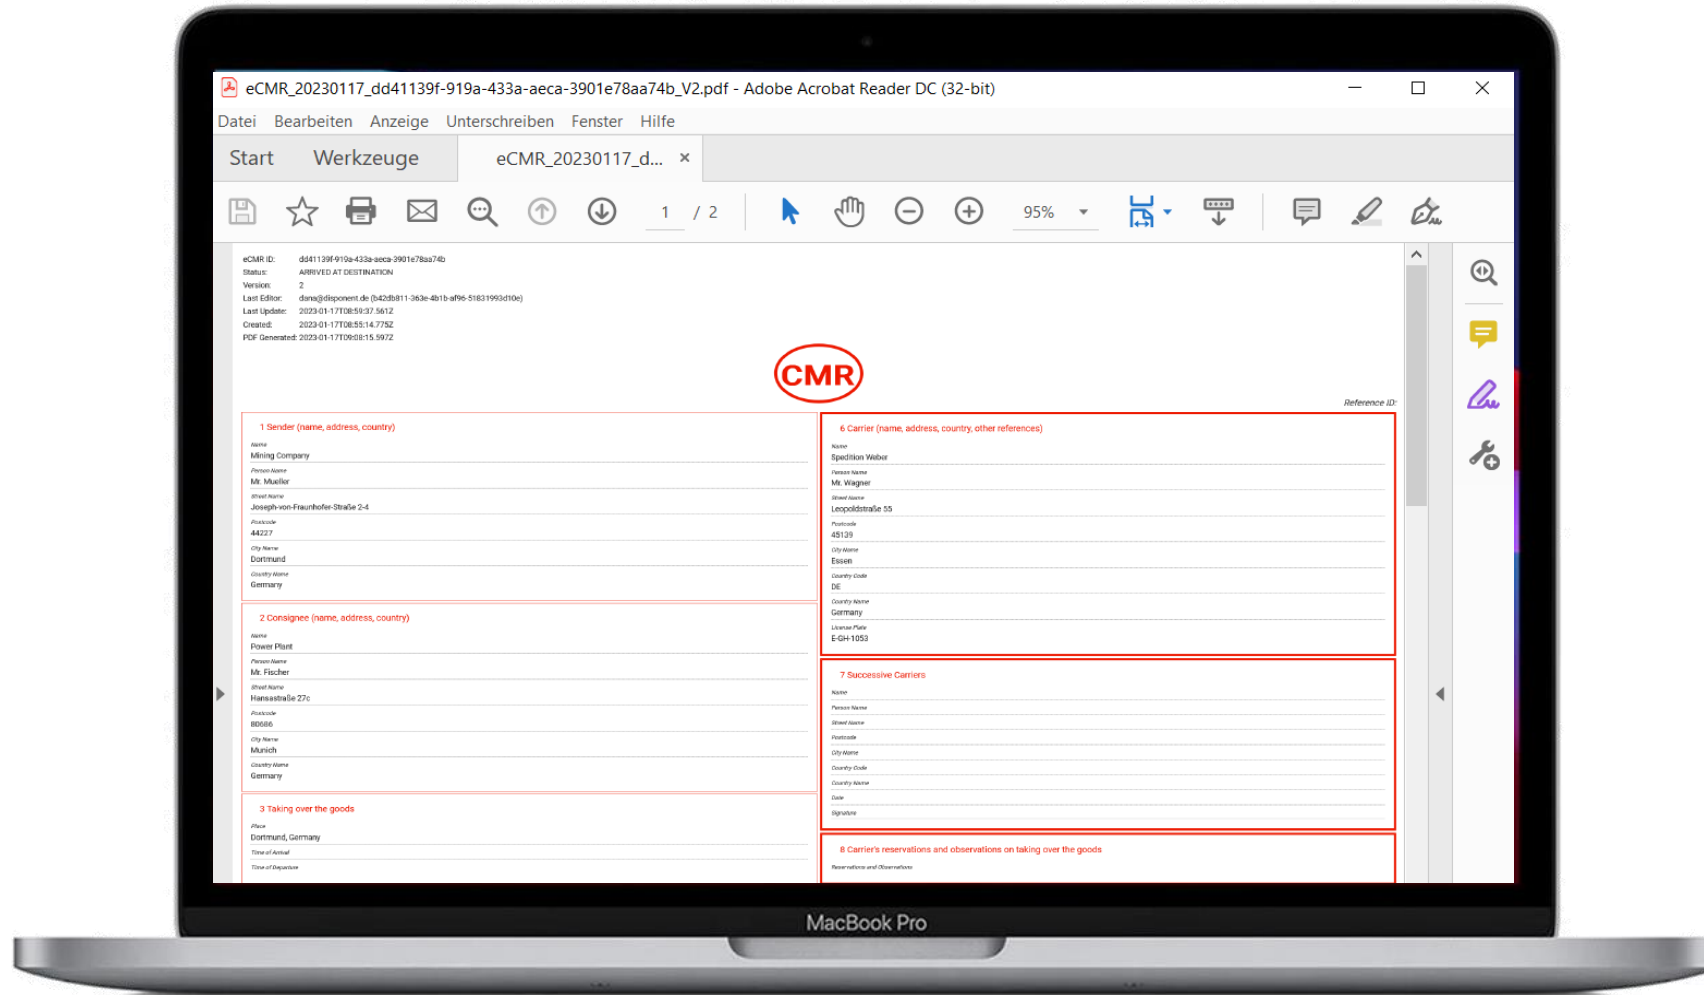 eCMR_20230117_dd41139f-919a-433a-aeca-3901e78aa74b_V2.pdf - Adobe Acrobat Reader DC (32-bit)
Datei Bearbeiten Anzeige Unterschreiben Fenster Hilfe
Start Werkzeuge eCMR_20230117_d... ×
1 / 2 95%
eCMR ID: dd41139f-919a-433a-aeca-3901e78aa74b
Status: ARRIVED AT DESTINATION
Version: 2
Last Editor: dana@disponent.de (b42db811-363e-4b1b-af96-51831993d10e)
Last Update: 2023-01-17T08:59:37.561Z
Created: 2023-01-17T08:55:14.775Z
PDF Generated: 2023-01-17T09:08:15.597Z
CMR
Reference ID:
1 Sender (name, address, country)
Name
Mining Company
Person Name
Mr. Mueller
Street Name
Joseph-von-Fraunhofer-Straße 2-4
Postcode
44227
City Name
Dortmund
Country Name
Germany
2 Consignee (name, address, country)
Name
Power Plant
Person Name
Mr. Fischer
Street Name
Hansastraße 27c
Postcode
80686
City Name
Munich
Country Name
Germany
3 Taking over the goods
Place
Dortmund, Germany
Time of Arrival
Time of Departure
6 Carrier (name, address, country, other references)
Name
Spedition Weber
Person Name
Mr. Wagner
Street Name
Leopoldstraße 55
Postcode
45139
City Name
Essen
Country Code
DE
Country Name
Germany
License Plate
E-GH-1053
7 Successive Carriers
Name
Person Name
Street Name
Postcode
City Name
Country Code
Country Name
Date
Signature
8 Carrier's reservations and observations on taking over the goods
Reservations and Observations
MacBook Pro